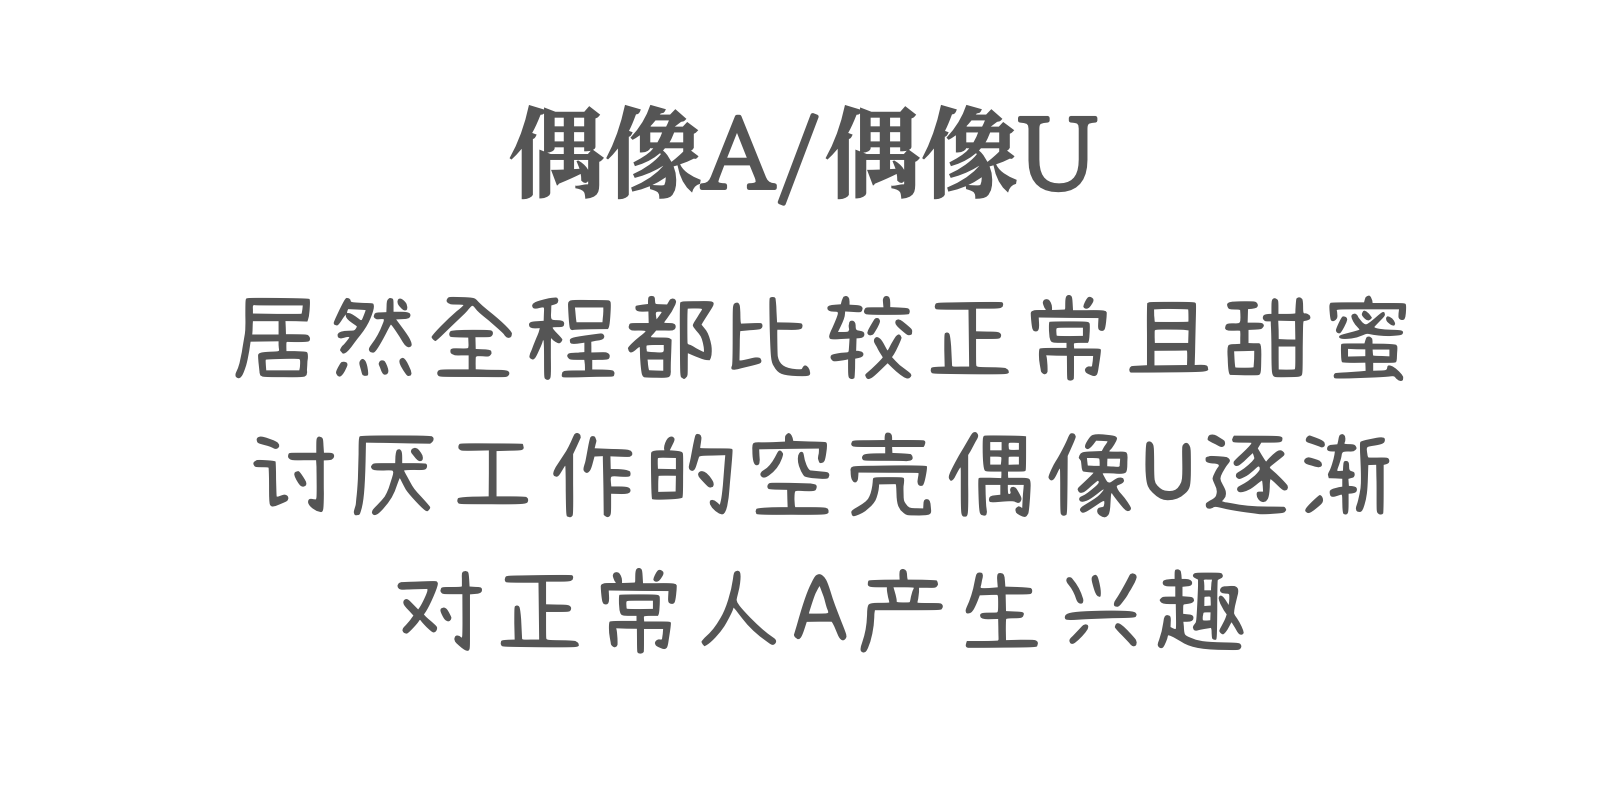 偶像A/偶像U
居然全程都比较正常且甜蜜
讨厌工作的空壳偶像U逐渐
对正常人A产生兴趣